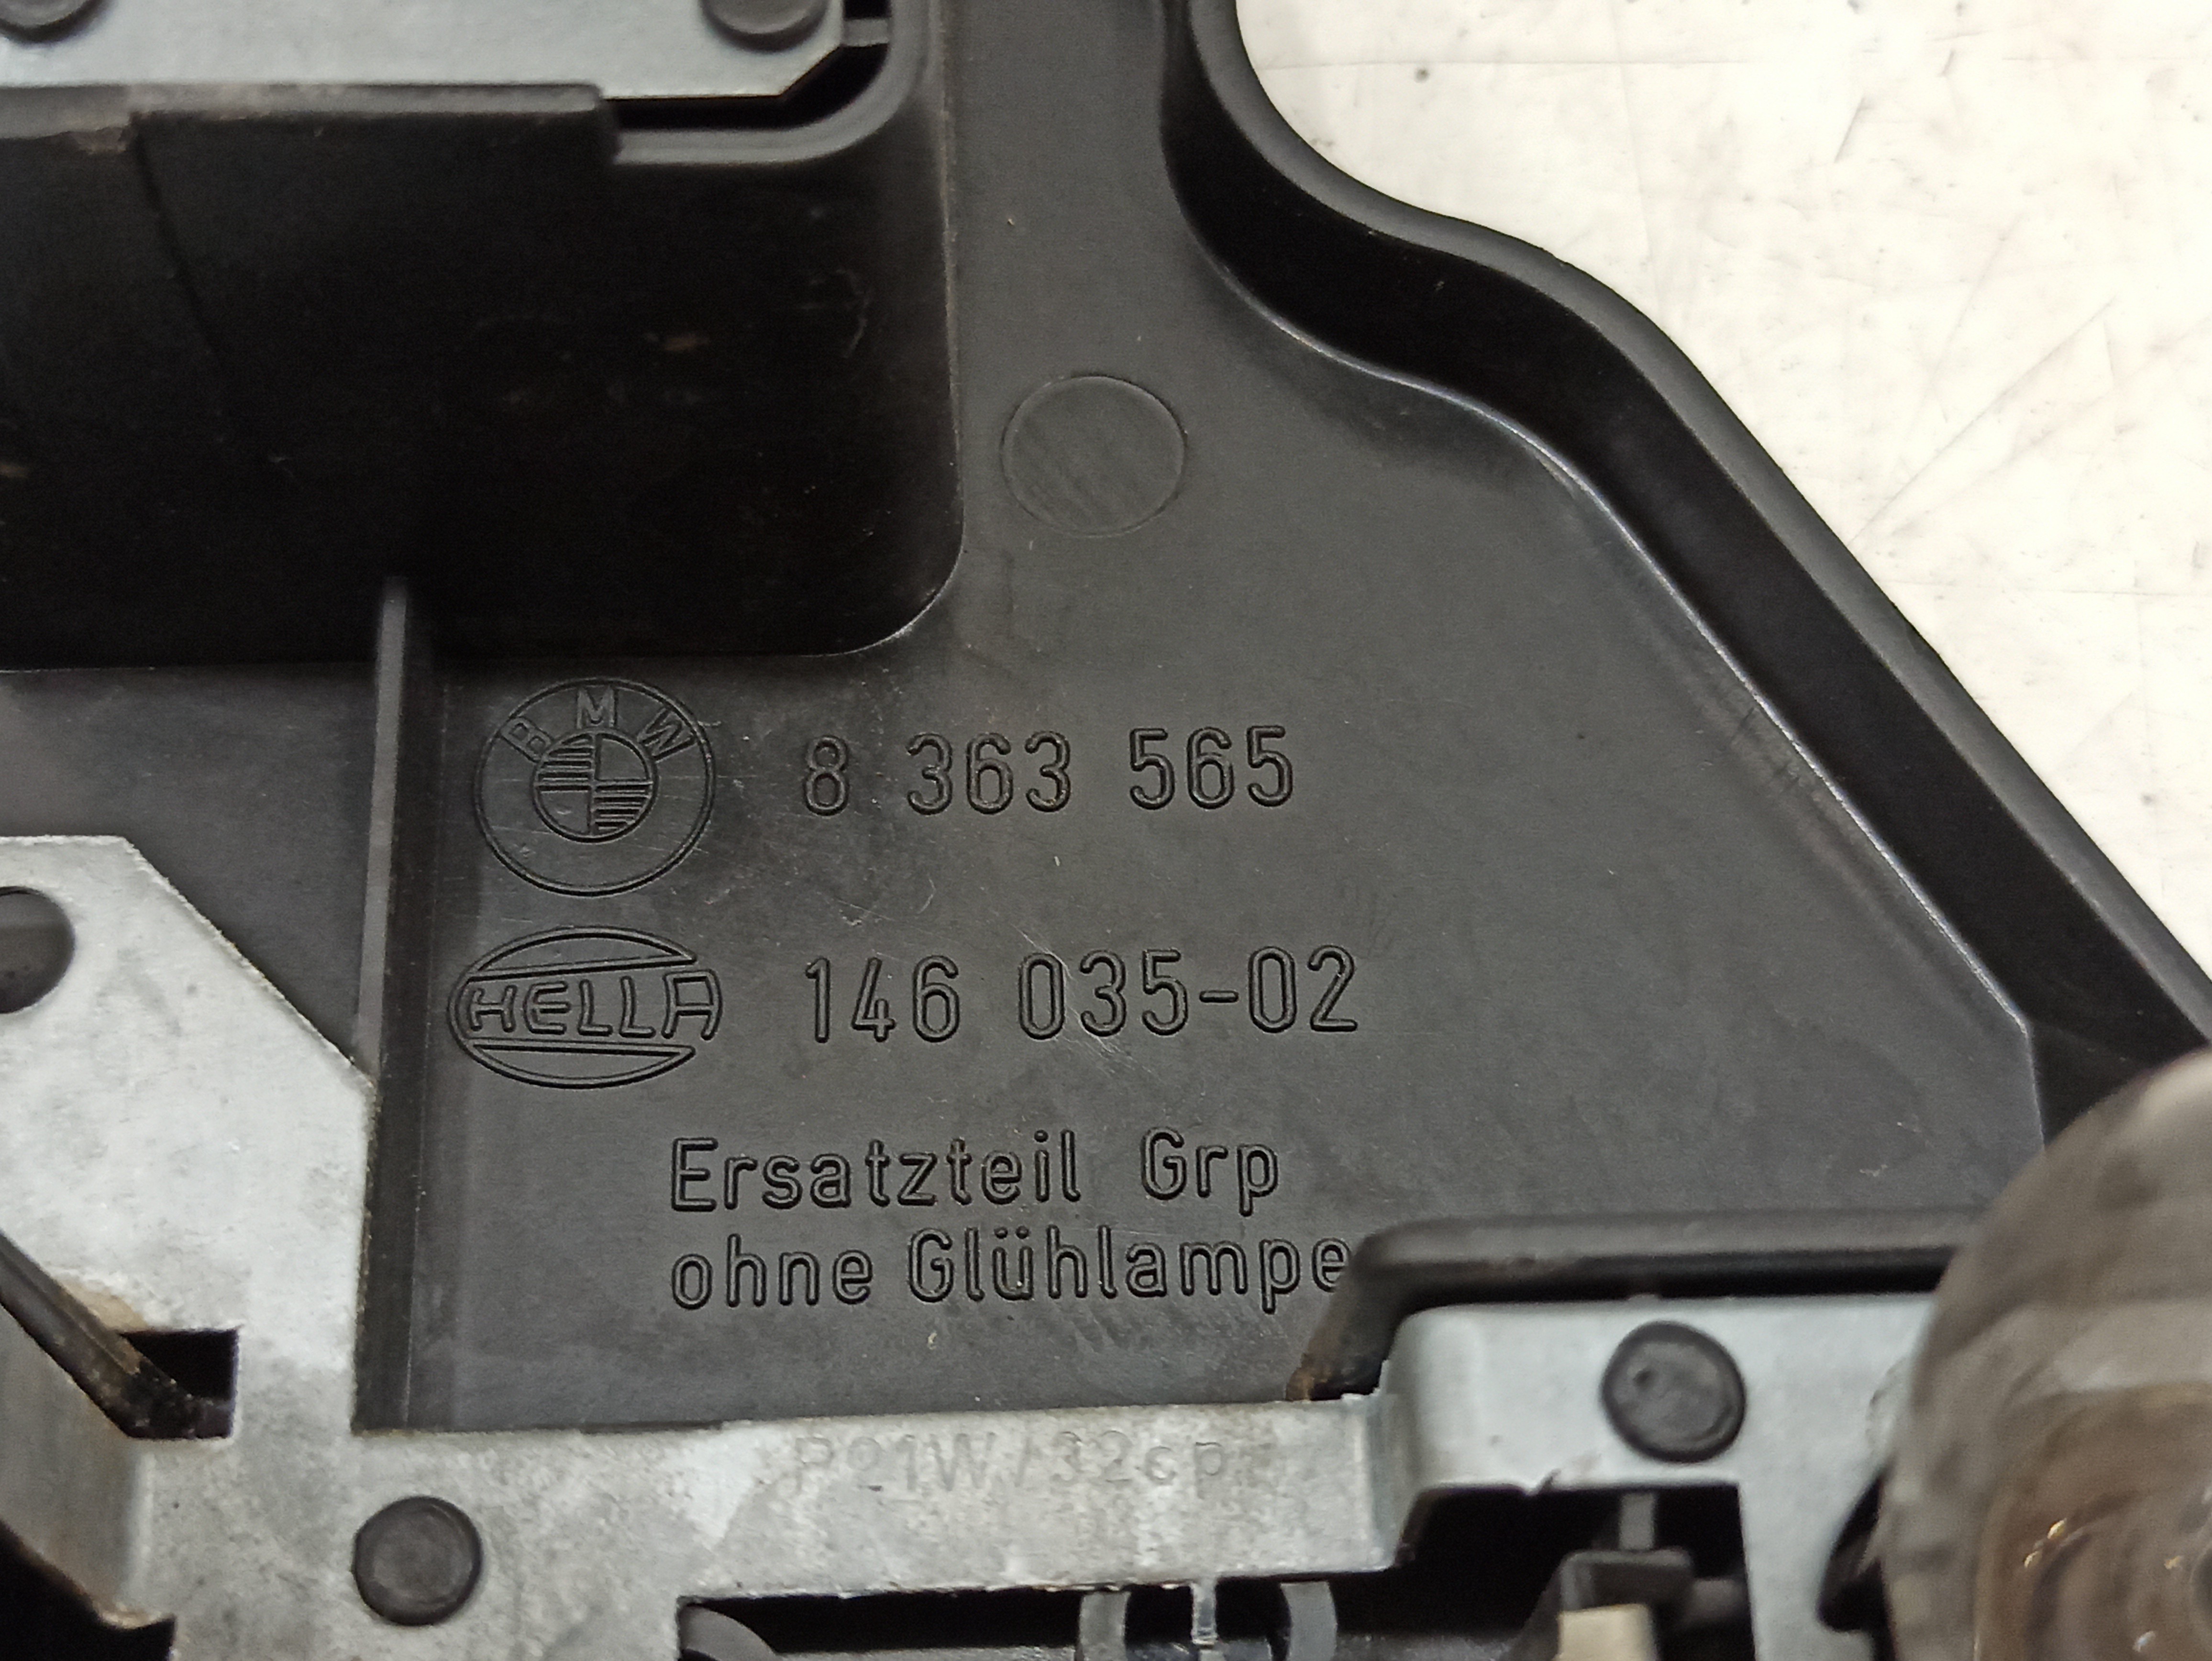 BMW 8 363 565
HELLA 146 035-02
Ersatzteil Grp
ohne Glühlampe
P21W/32cp